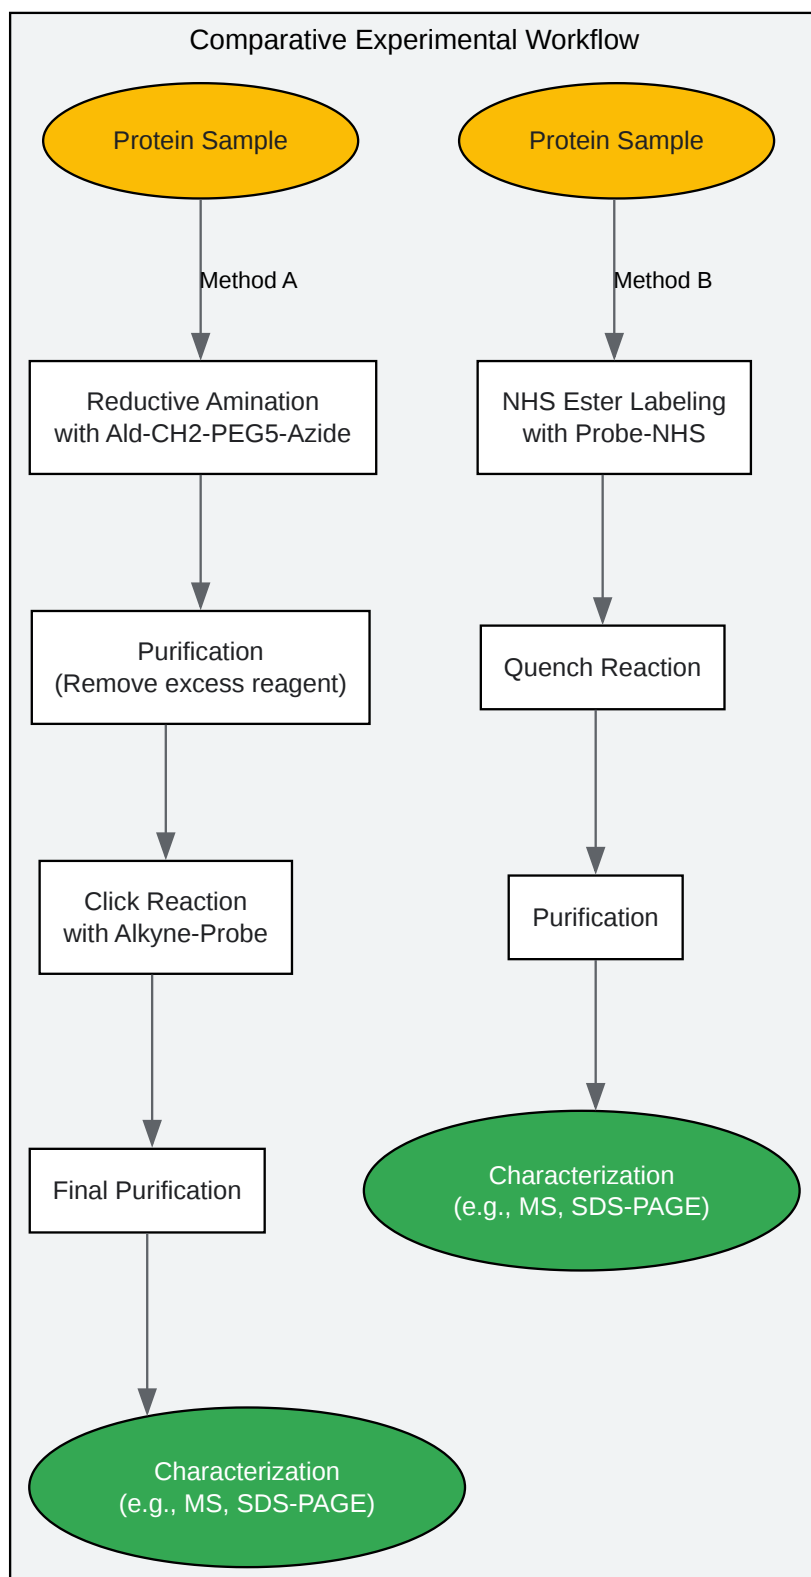 Comparative Experimental Workflow
Protein Sample
Method A
Reductive Amination
with Ald-CH2-PEG5-Azide
Purification
(Remove excess reagent)
Click Reaction
with Alkyne-Probe
Final Purification
Characterization
(e.g., MS, SDS-PAGE)
Protein Sample
Method B
NHS Ester Labeling
with Probe-NHS
Quench Reaction
Purification
Characterization
(e.g., MS, SDS-PAGE)